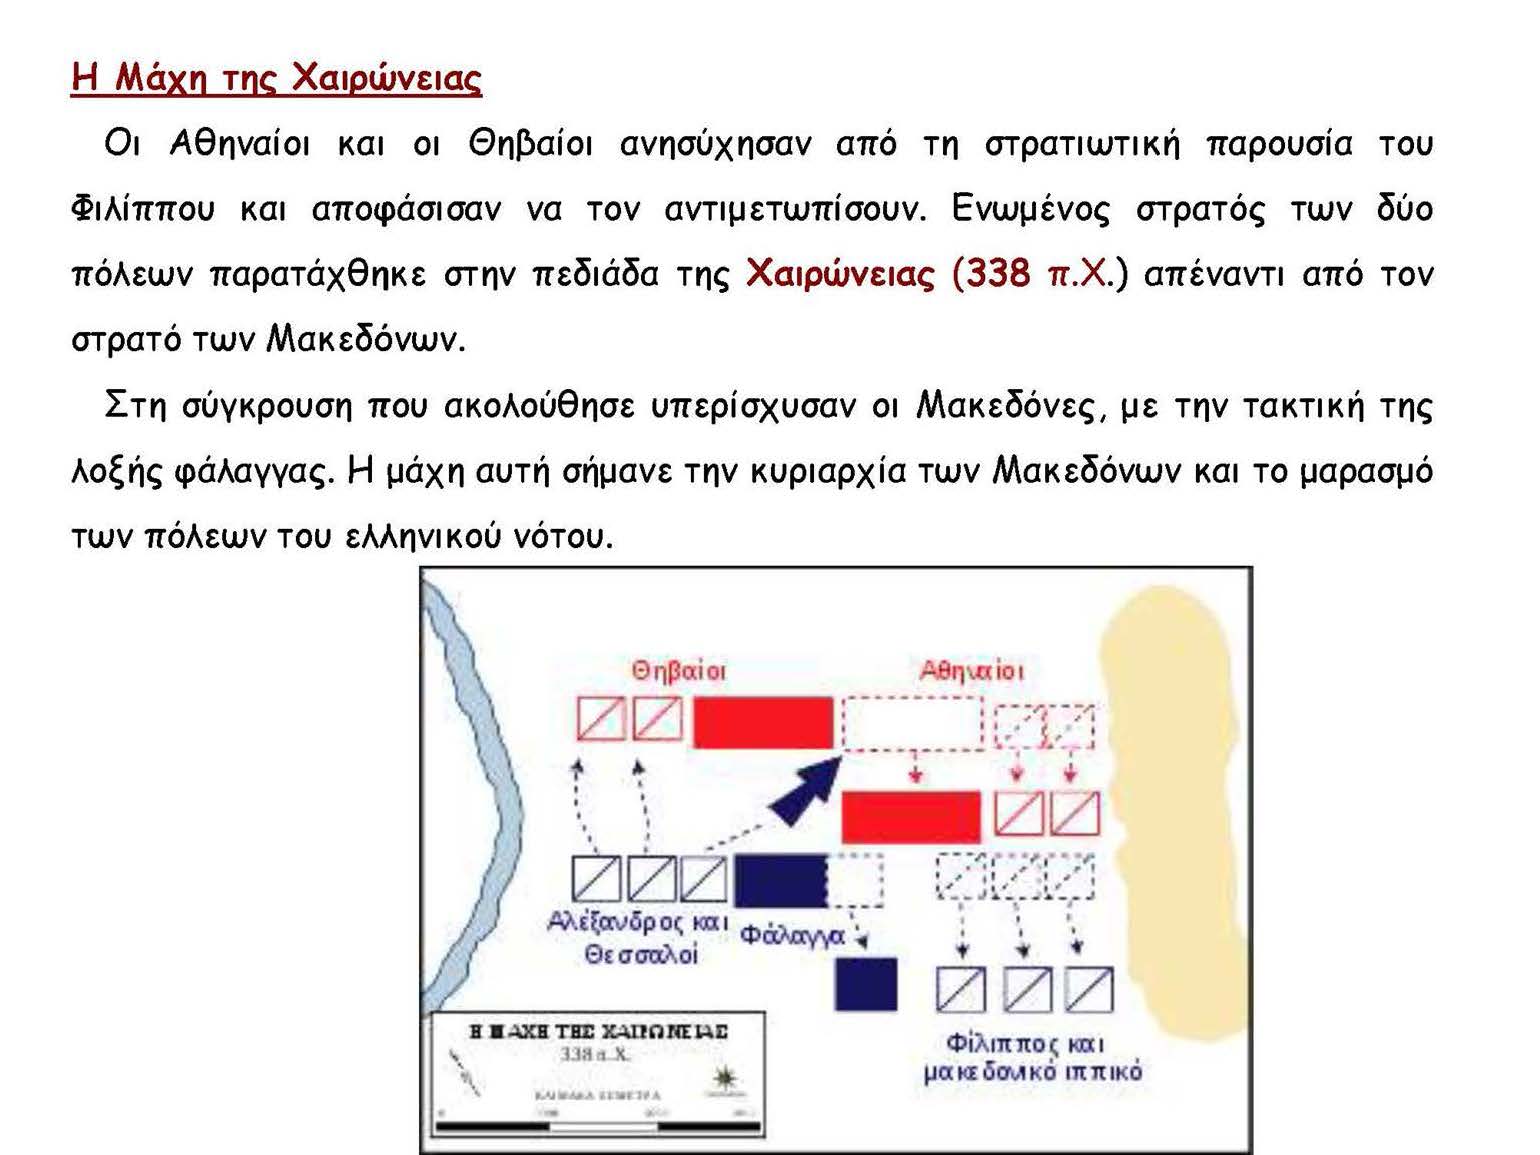 Η Μάχη της Χαιρώνειας
Οι Αθηναίοι και οι Θηβαίοι ανησύχησαν από τη στρατιωτική παρουσία του
Φιλίππου και αποφάσισαν να τον αντιμετωπίσουν. Ενωμένος στρατός των δύο
πόλεων παρατάχθηκε στην πεδιάδα της Χαιρώνειας (338 π.Χ.) απέναντι από τον
στρατό των Μακεδόνων.
Στη σύγκρουση που ακολούθησε υπερίσχυσαν οι Μακεδόνες, με την τακτική της
λοξής φάλαγγας. Η μάχη αυτή σήμανε την κυριαρχία των Μακεδόνων και το μαρασμό
των πόλεων του ελληνικού νότου.
Θηβαίοι
Αθηναίοι
Αλέξανδρος και
Θεσσαλοί
Φάλαγγα
Φίλιππος και
μακεδονικό ιππικό
Η ΜΑΧΗ ΤΗΣ ΧΑΙΡΩΝΕΙΑΣ
338 π.Χ.